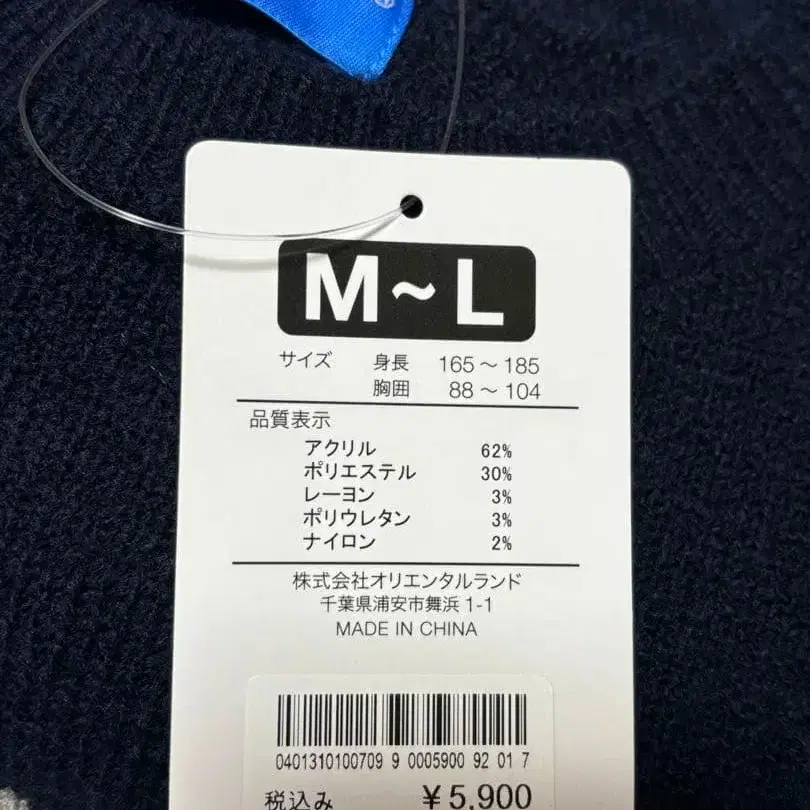 M~L
サイズ 身長 165～185
胸囲 88～104
品質表示
アクリル 62%
ポリエステル 30%
レーヨン 3%
ポリウレタン 3%
ナイロン 2%
株式会社オリエンタルランド
千葉県浦安市舞浜1-1
MADE IN CHINA
0401310100709 9 0005900 92 01 7
税込み ¥5,900